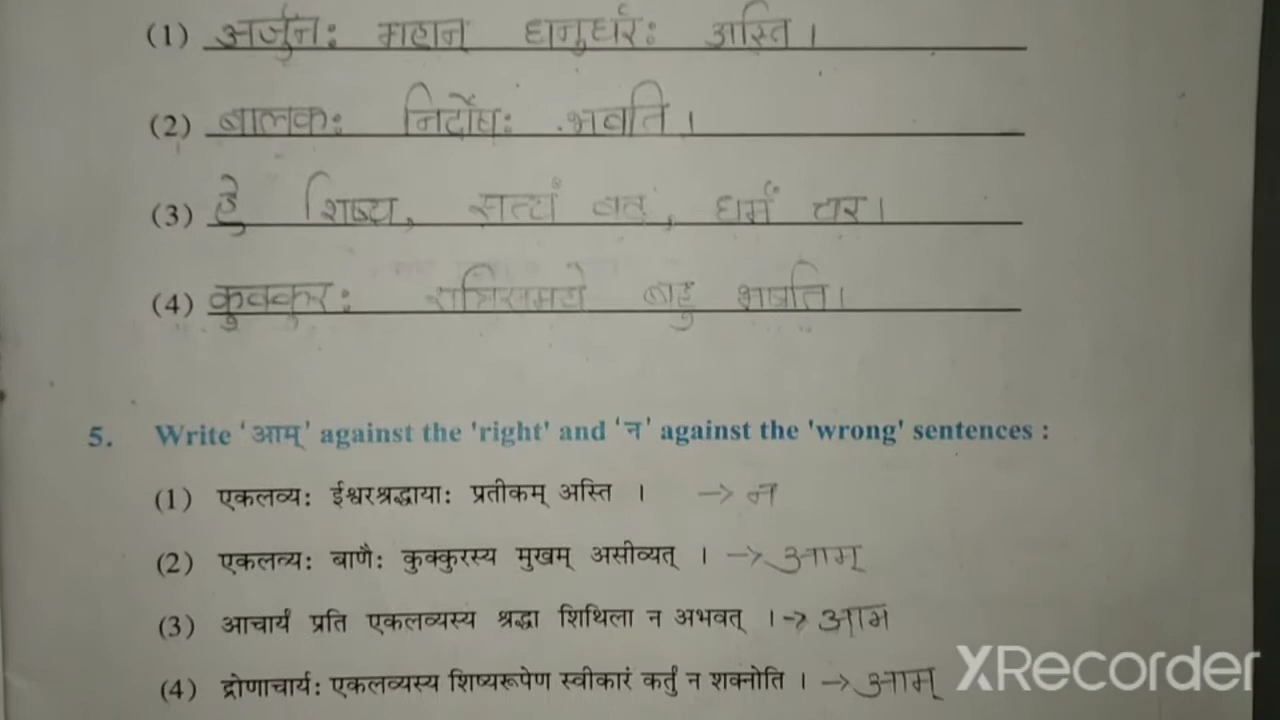 (1) अर्जुनः महान् धनुर्धरः अस्ति ।
(2) बालकः निर्दोषः भवति ।
(3) हे शिष्य, सत्यं वद, धर्मं चर ।
(4) कुक्कुरः रात्रिसमये बहु भाषति ।
5. Write ‘आम्’ against the 'right' and ‘न’ against the 'wrong' sentences :
(1) एकलव्यः ईश्वरश्रद्धायाः प्रतीकम् अस्ति । → न
(2) एकलव्यः बाणैः कुक्कुरस्य मुखम् असीव्यत् । → आम्
(3) आचार्यं प्रति एकलव्यस्य श्रद्धा शिथिला न अभवत् । → आम
(4) द्रोणाचार्यः एकलव्यस्य शिष्यरूपेण स्वीकारं कर्तुं न शक्नोति । → आम्
XRecorder